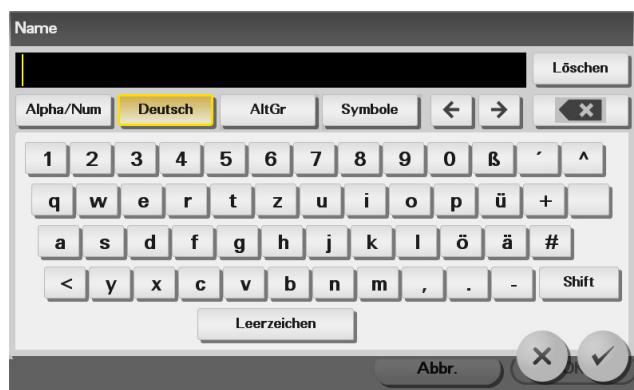 Name
Löschen
Alpha/Num Deutsch AltGr Symbole ← →
1 2 3 4 5 6 7 8 9 0 ß ´ ^
q w e r t z u i o p ü +
a s d f g h j k l ö ä #
< y x c v b n m , . - Shift
Leerzeichen
Abbr.